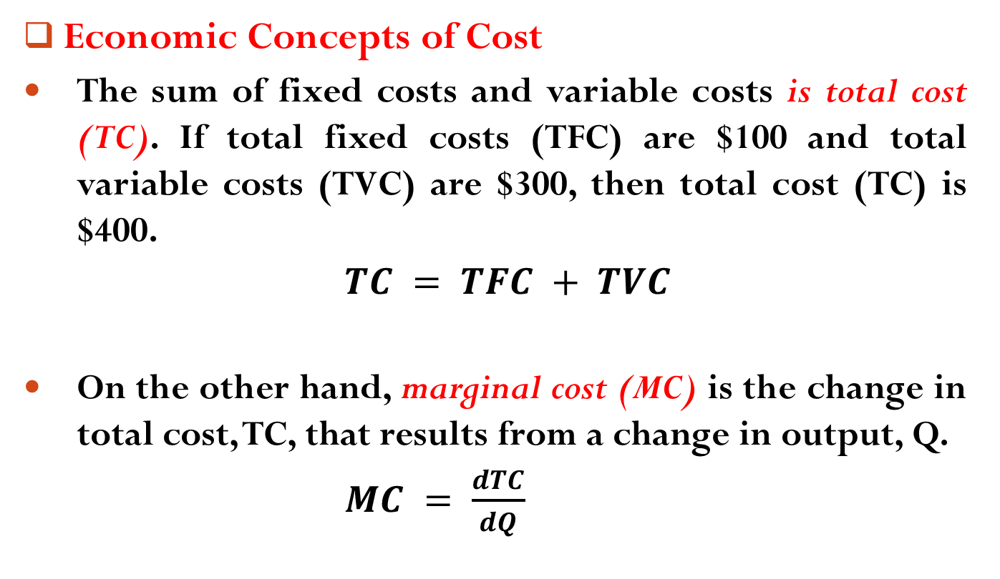 ❑ Economic Concepts of Cost
• The sum of fixed costs and variable costs is total cost
(TC). If total fixed costs (TFC) are $100 and total
variable costs (TVC) are $300, then total cost (TC) is
$400.
TC = TFC + TVC
• On the other hand, marginal cost (MC) is the change in
total cost, TC, that results from a change in output, Q.
MC = dTC/dQ